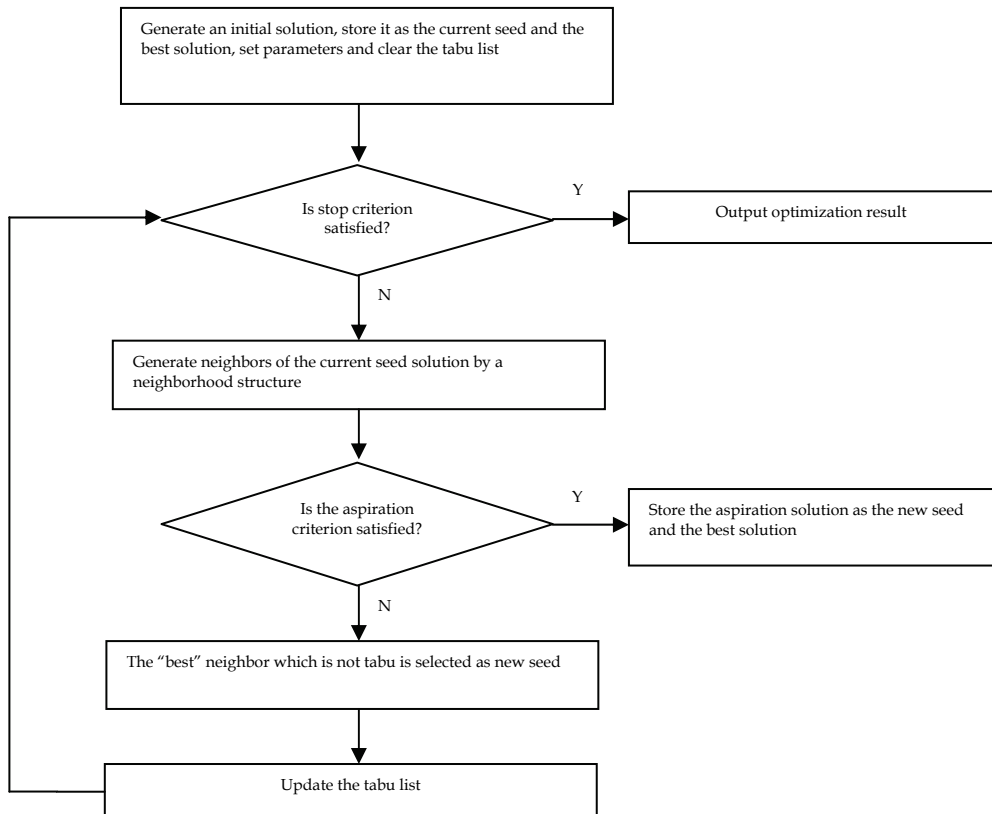 Generate an initial solution, store it as the current seed and the
best solution, set parameters and clear the tabu list
Is stop criterion
satisfied?
Y
Output optimization result
N
Generate neighbors of the current seed solution by a
neighborhood structure
Is the aspiration
criterion satisfied?
Y
Store the aspiration solution as the new seed
and the best solution
N
The “best” neighbor which is not tabu is selected as new seed
Update the tabu list